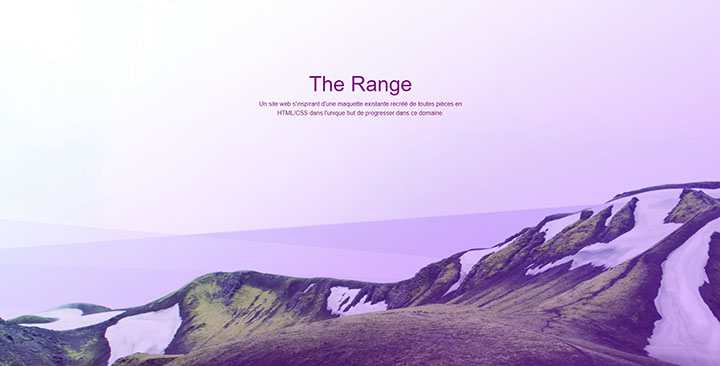 The Range
Un site web s'inspirant d'une maquette existante recréé de toutes pièces en
HTML/CSS dans l'unique but de progresser dans ce domaine.